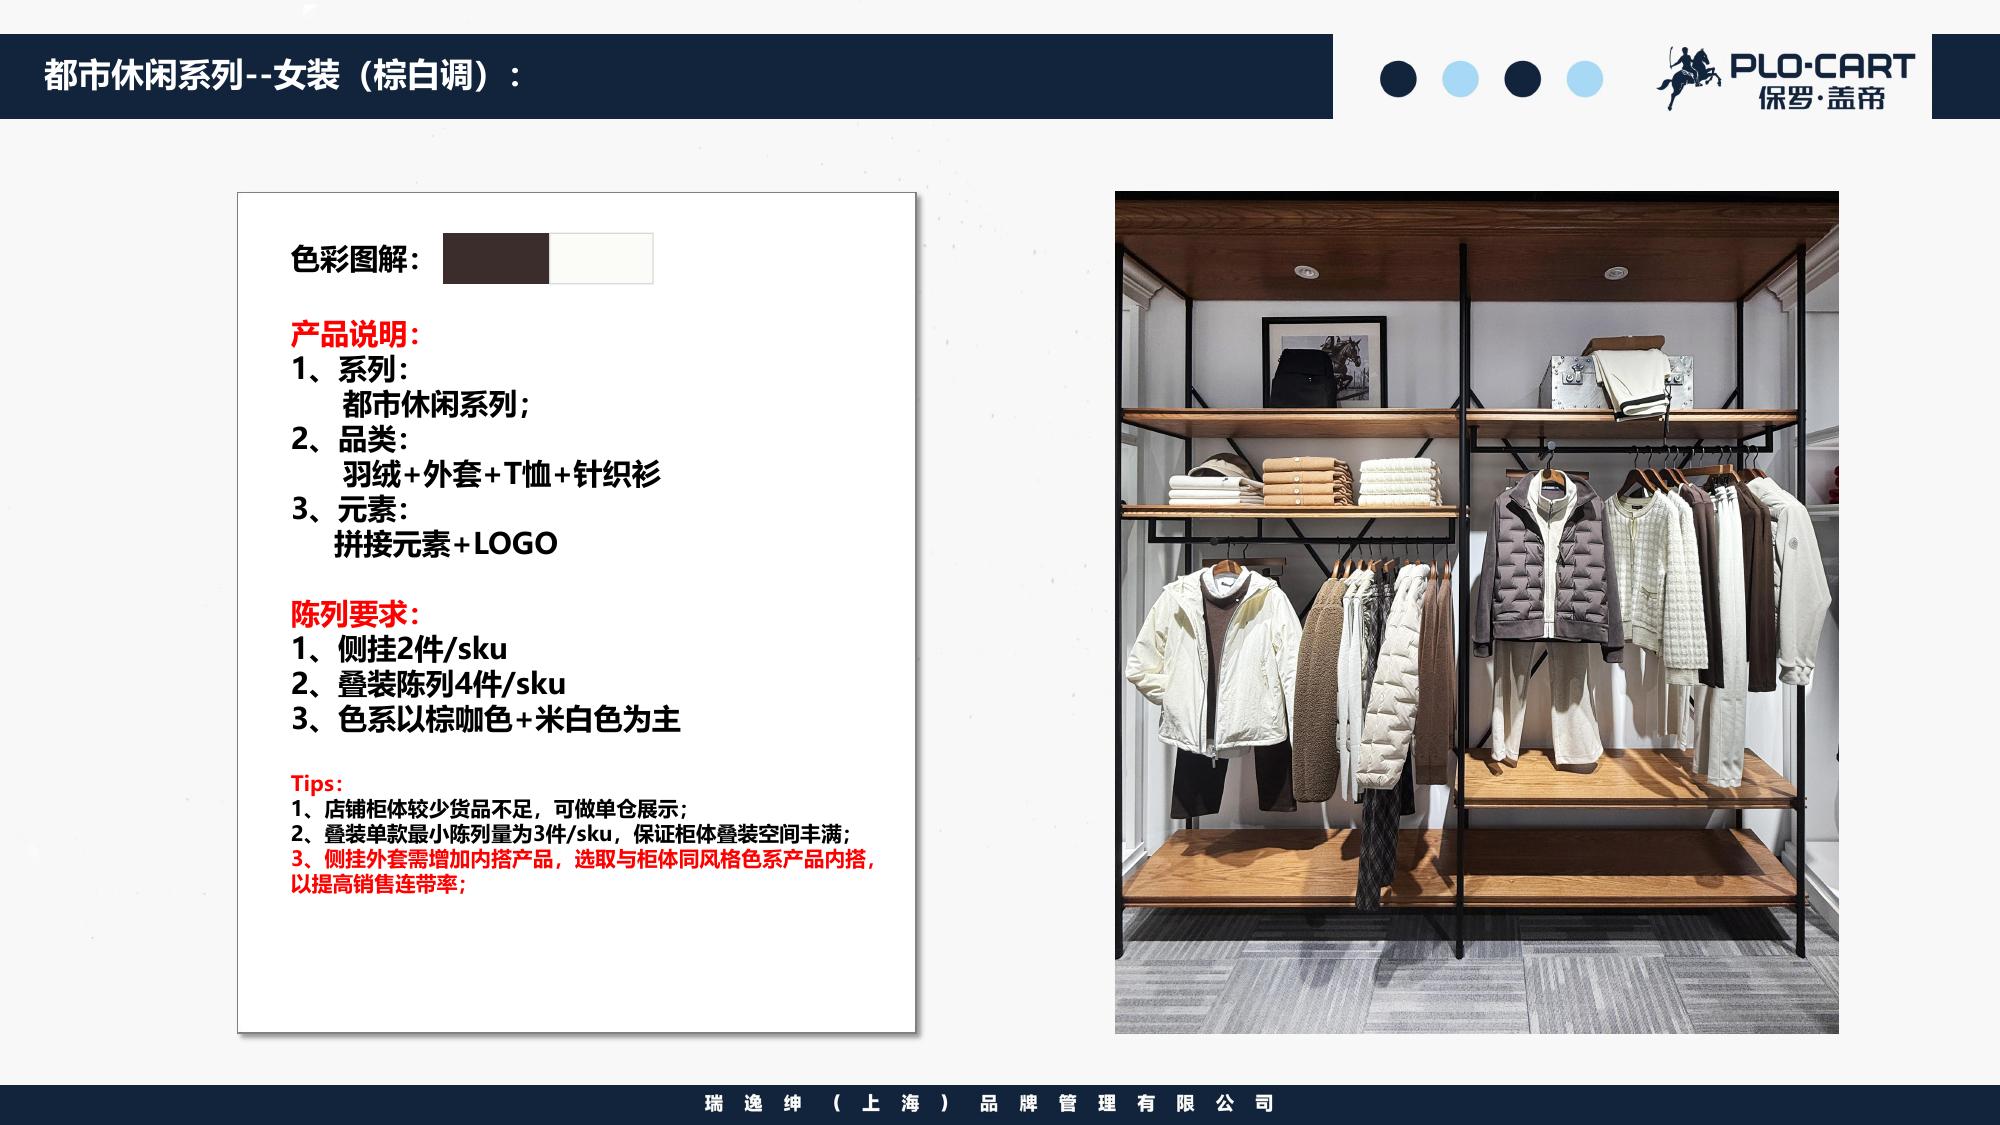 都市休闲系列--女装（棕白调）：
PLO·CART
保罗·盖帝
色彩图解：
产品说明：
1、系列：
都市休闲系列；
2、品类：
羽绒+外套+T恤+针织衫
3、元素：
拼接元素+LOGO
陈列要求：
1、侧挂2件/sku
2、叠装陈列4件/sku
3、色系以棕咖色+米白色为主
Tips：
1、店铺柜体较少货品不足，可做单仓展示；
2、叠装单款最小陈列量为3件/sku，保证柜体叠装空间丰满；
3、侧挂外套需增加内搭产品，选取与柜体同风格色系产品内搭，
以提高销售连带率；
瑞逸绅（上海）品牌管理有限公司